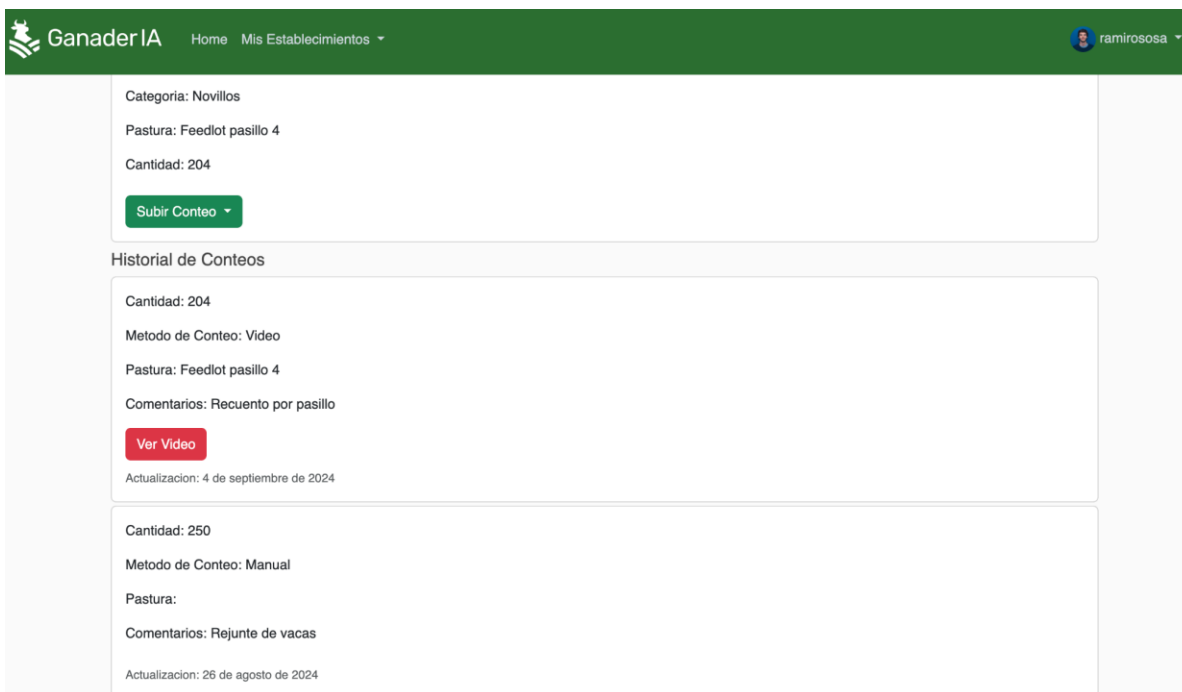 GanaderIA Home Mis Establecimientos ramirososa
Categoria: Novillos
Pastura: Feedlot pasillo 4
Cantidad: 204
Subir Conteo
Historial de Conteos
Cantidad: 204
Metodo de Conteo: Video
Pastura: Feedlot pasillo 4
Comentarios: Recuento por pasillo
Ver Video
Actualizacion: 4 de septiembre de 2024
Cantidad: 250
Metodo de Conteo: Manual
Pastura:
Comentarios: Rejunte de vacas
Actualizacion: 26 de agosto de 2024